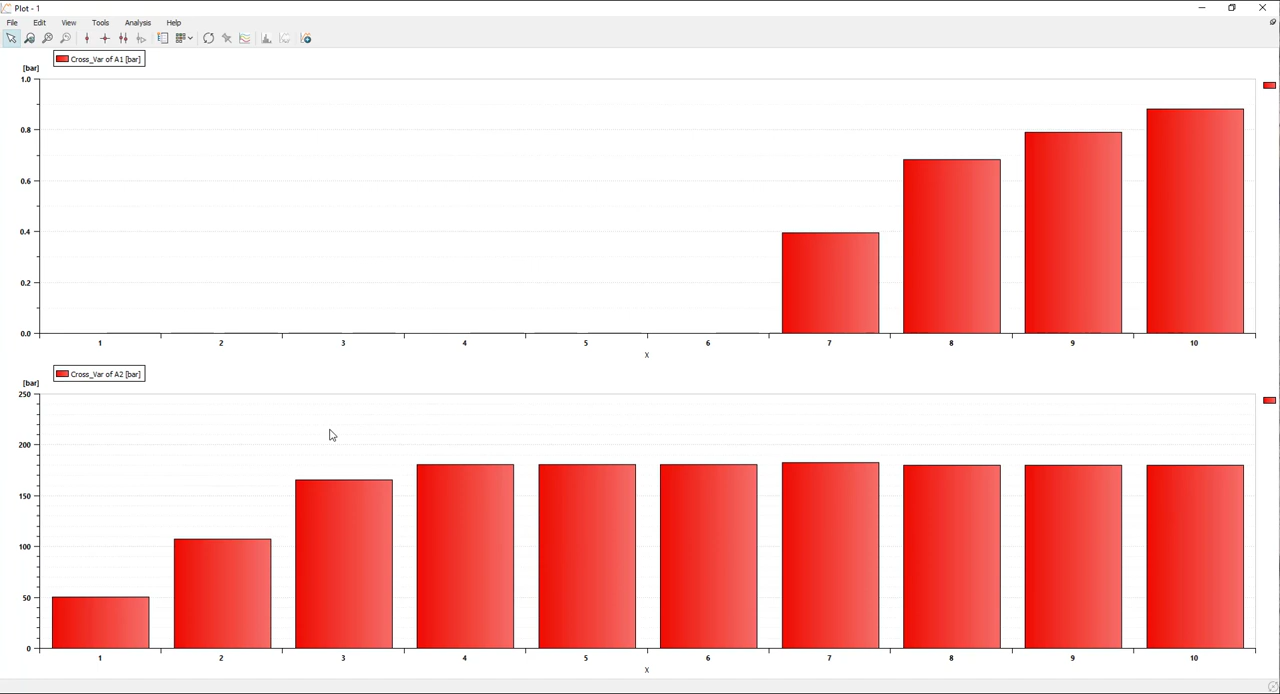 Plot - 1
File Edit View Tools Analysis Help
Cross_Var of A1 [bar]
[bar]
1.0
0.8
0.6
0.4
0.2
0.0
1 2 3 4 5 6 7 8 9 10
X
Cross_Var of A2 [bar]
[bar]
250
200
150
100
50
0
1 2 3 4 5 6 7 8 9 10
X